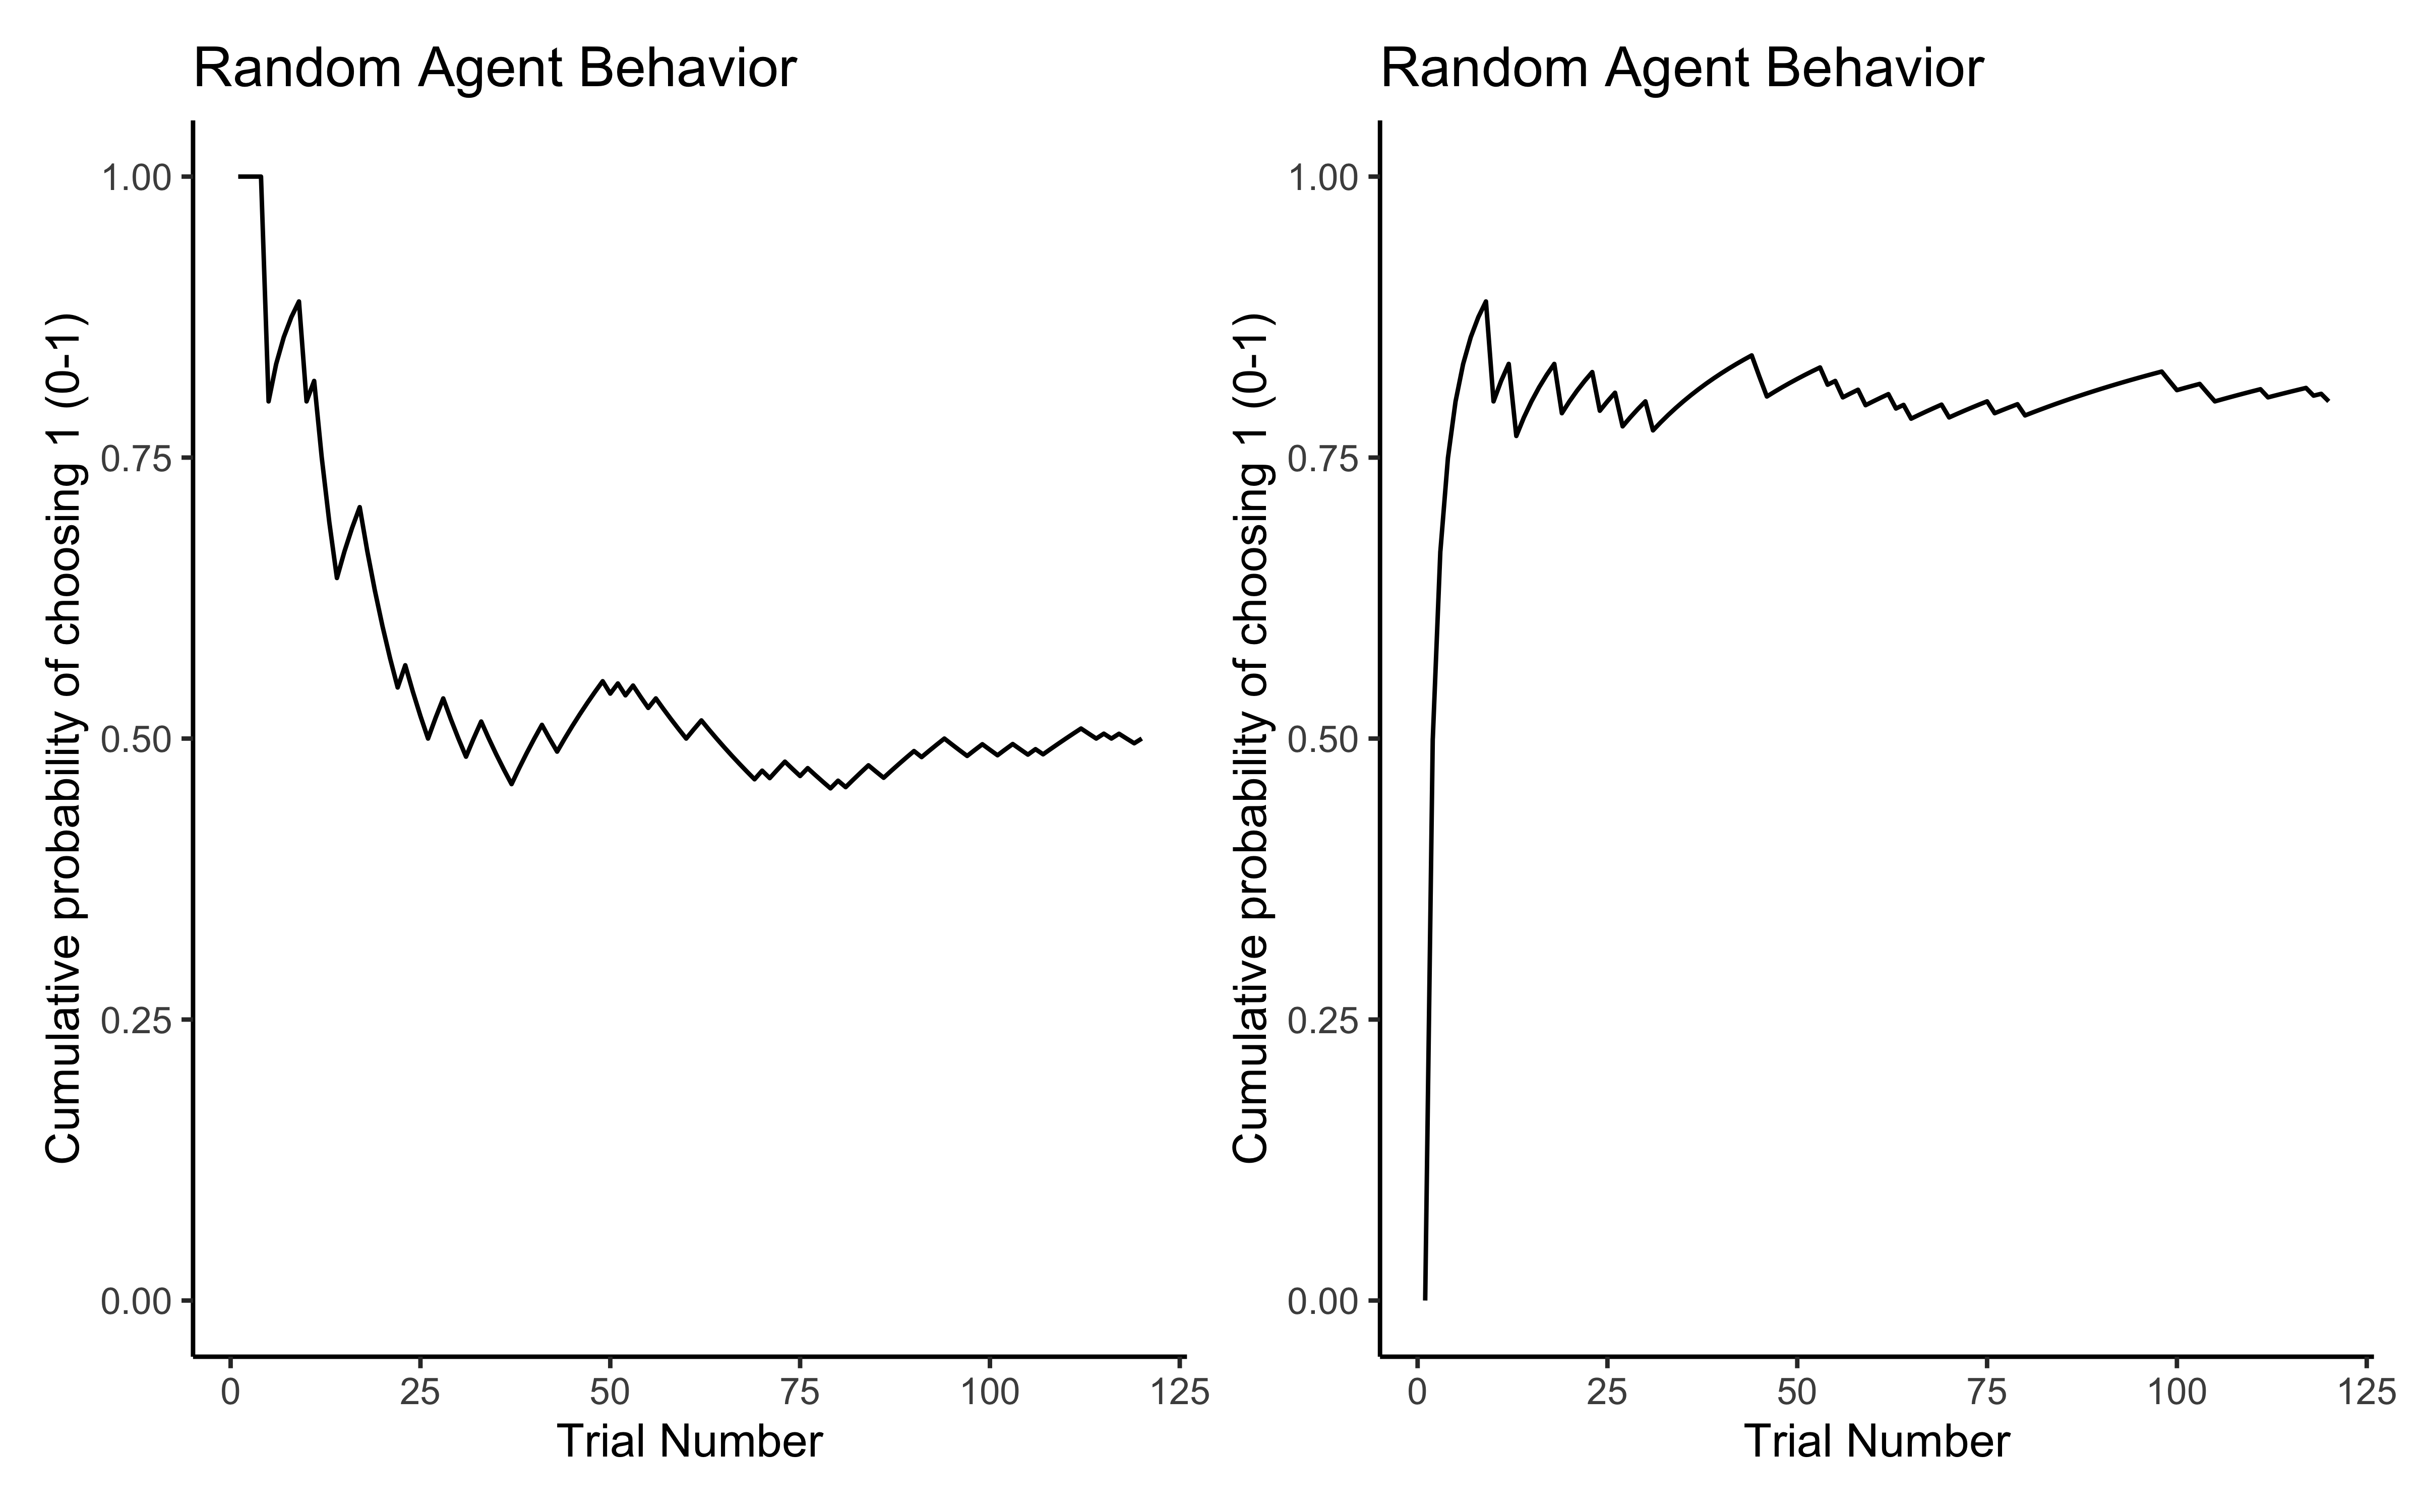 Random Agent Behavior
Cumulative probability of choosing 1 (0-1)
1.00
0.75
0.50
0.25
0.00
0 25 50 75 100 125
Trial Number
Random Agent Behavior
Cumulative probability of choosing 1 (0-1)
1.00
0.75
0.50
0.25
0.00
0 25 50 75 100 125
Trial Number